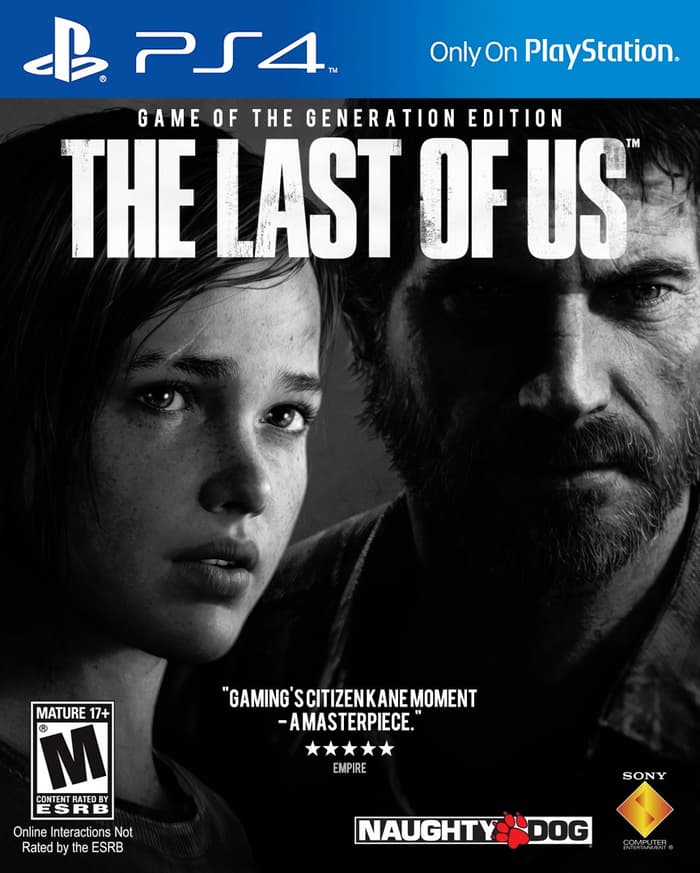 PS4™
Only On PlayStation®
GAME OF THE GENERATION EDITION
THE LAST OF US™
"GAMING'S CITIZEN KANE MOMENT
– A MASTERPIECE."
★★★★★
EMPIRE
MATURE 17+
M®
CONTENT RATED BY
ESRB
Online Interactions Not
Rated by the ESRB
NAUGHTY DOG
SONY
COMPUTER
ENTERTAINMENT®